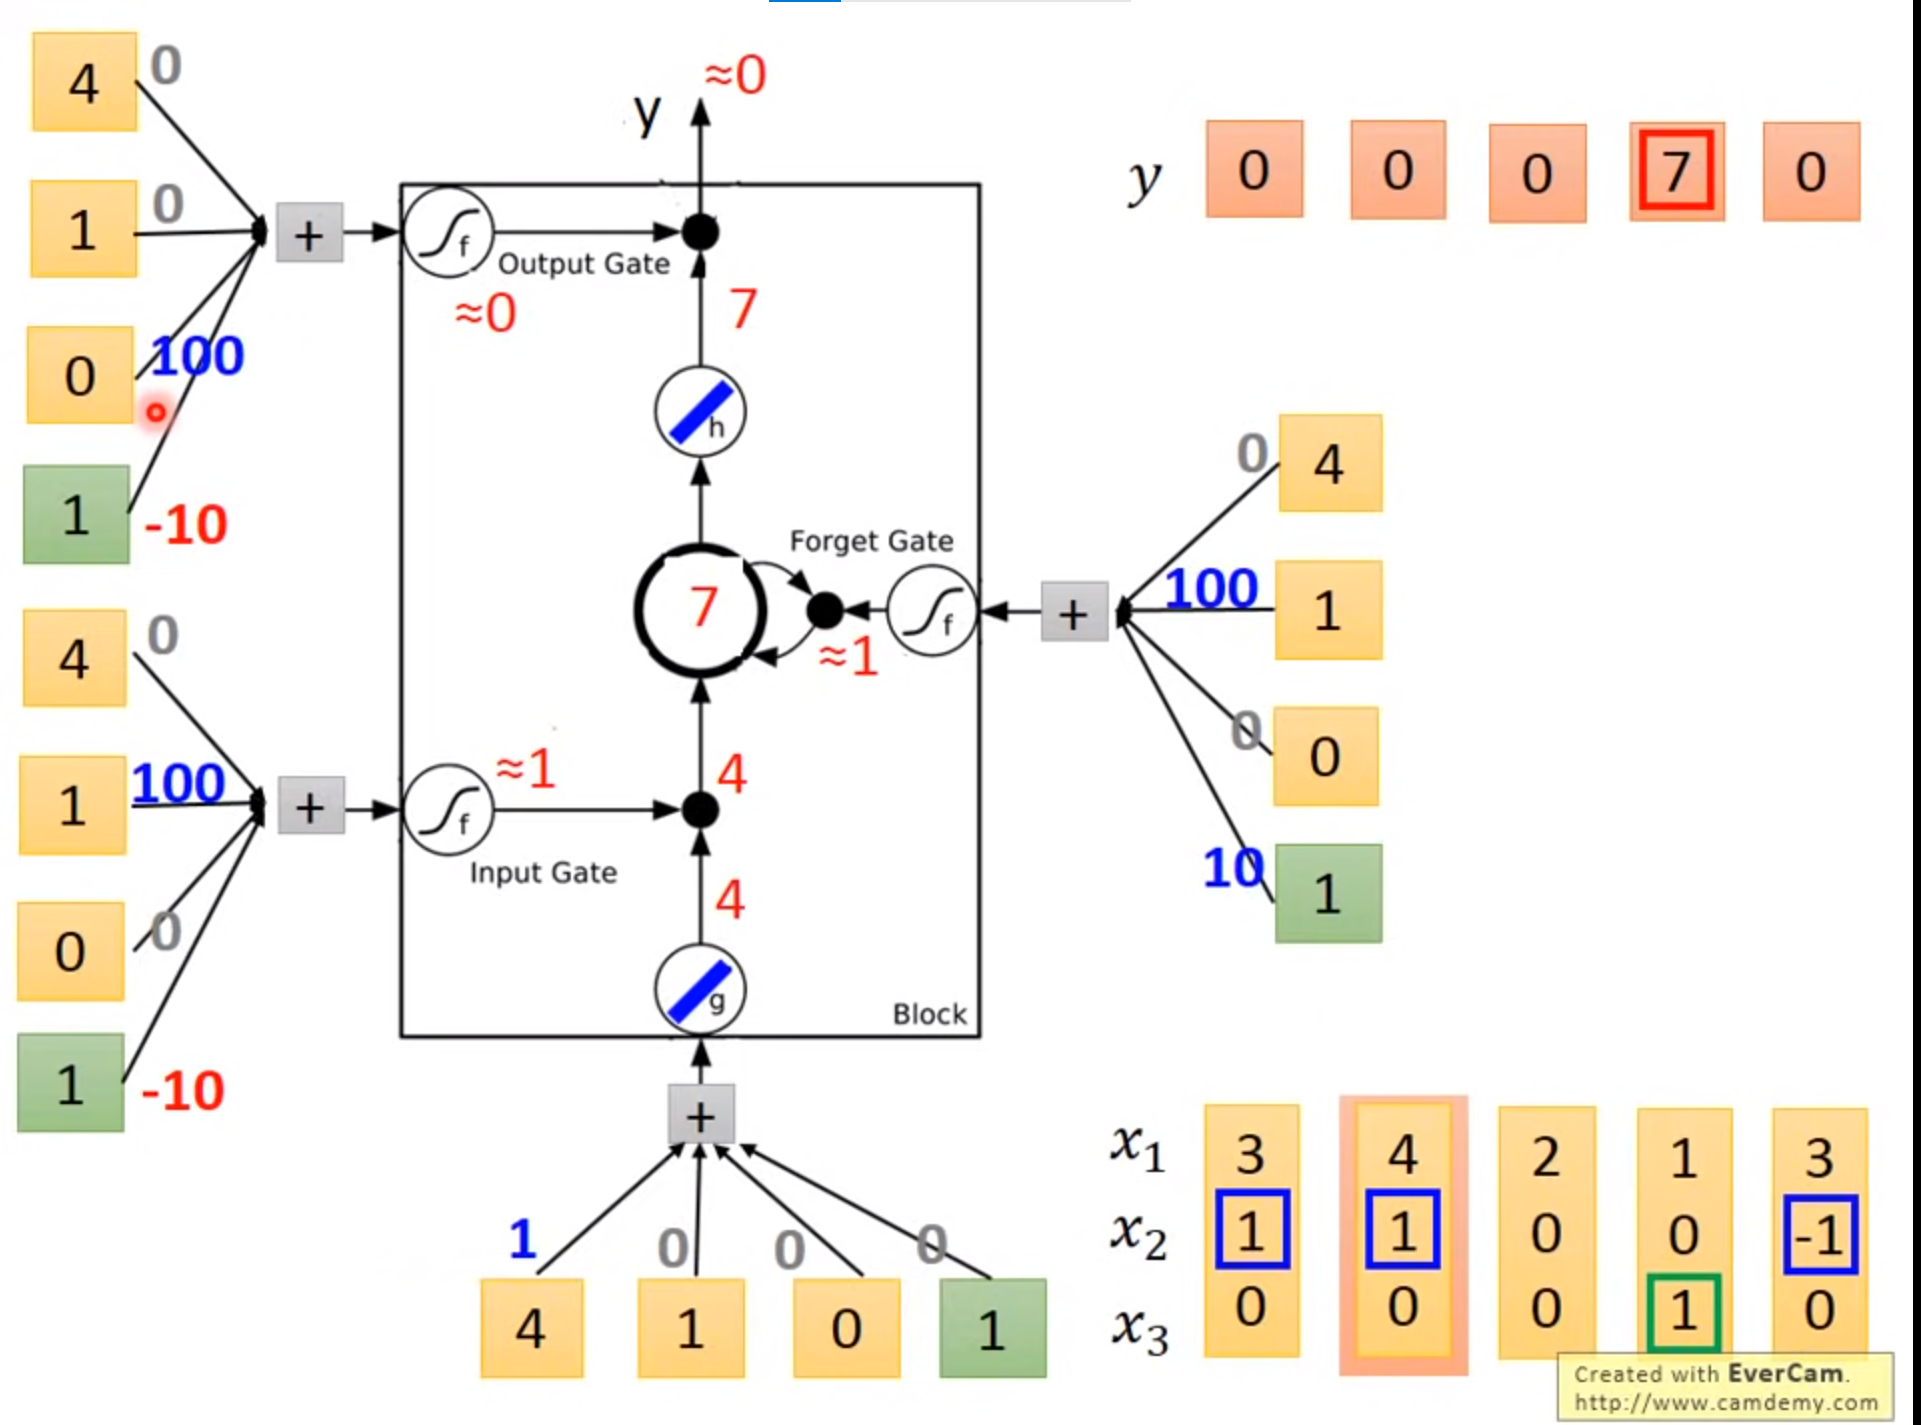 4 0
1 0
0 100
1 -10
+
f
Output Gate
≈0
y ≈0
7
h
7
Forget Gate
f
≈1
+
0 4
100 1
0 0
10 1
4 0
1 100
0 0
1 -10
+
f
≈1
Input Gate
4
4
g
Block
+
1 0 0 0
4 1 0 1
y 0 0 0 7 0
x1 3 4 2 1 3
x2 1 1 0 0 -1
x3 0 0 0 1 0
Created with EverCam.
http://www.camdemy.com